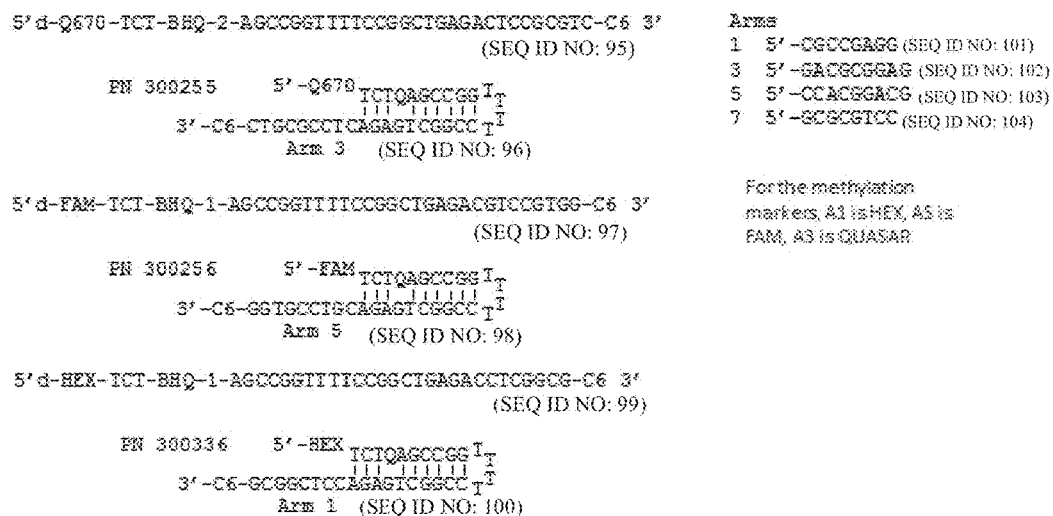 5'd-Q670-TCT-BHQ-2-AGCCGGTTTTCCGGCTGAGACTCCGCGTC-C6 3'
(SEQ ID NO: 95)
PN 300255 5'-Q670 TCTQAGCCGG T T
3'-C6-CTGCGCCTCAGAGTCGGCC T T
Arm 3 (SEQ ID NO: 96)
5'd-FAM-TCT-BHQ-1-AGCCGGTTTTCCGGCTGAGACGTCCGTGG-C6 3'
(SEQ ID NO: 97)
PN 300256 5'-FAM TCTQAGCCGG T T
3'-C6-GGTGCCTGCAGAGTCGGCC T T
Arm 5 (SEQ ID NO: 98)
5'd-HEX-TCT-BHQ-1-AGCCGGTTTTCCGGCTGAGACCTCGGCG-C6 3'
(SEQ ID NO: 99)
PN 300336 5'-HEX TCTQAGCCGG T T
3'-C6-GCGGCTCCAGAGTCGGCC T T
Arm 1 (SEQ ID NO: 100)
Arms
1 5'-CGCCGAGG (SEQ ID NO: 101)
3 5'-GACGCGGAG (SEQ ID NO: 102)
5 5'-CCACGGACG (SEQ ID NO: 103)
7 5'-GCGCGTCC (SEQ ID NO: 104)
For the methylation
markers, A1 is HEX, A5 is
FAM, A3 is QUASAR